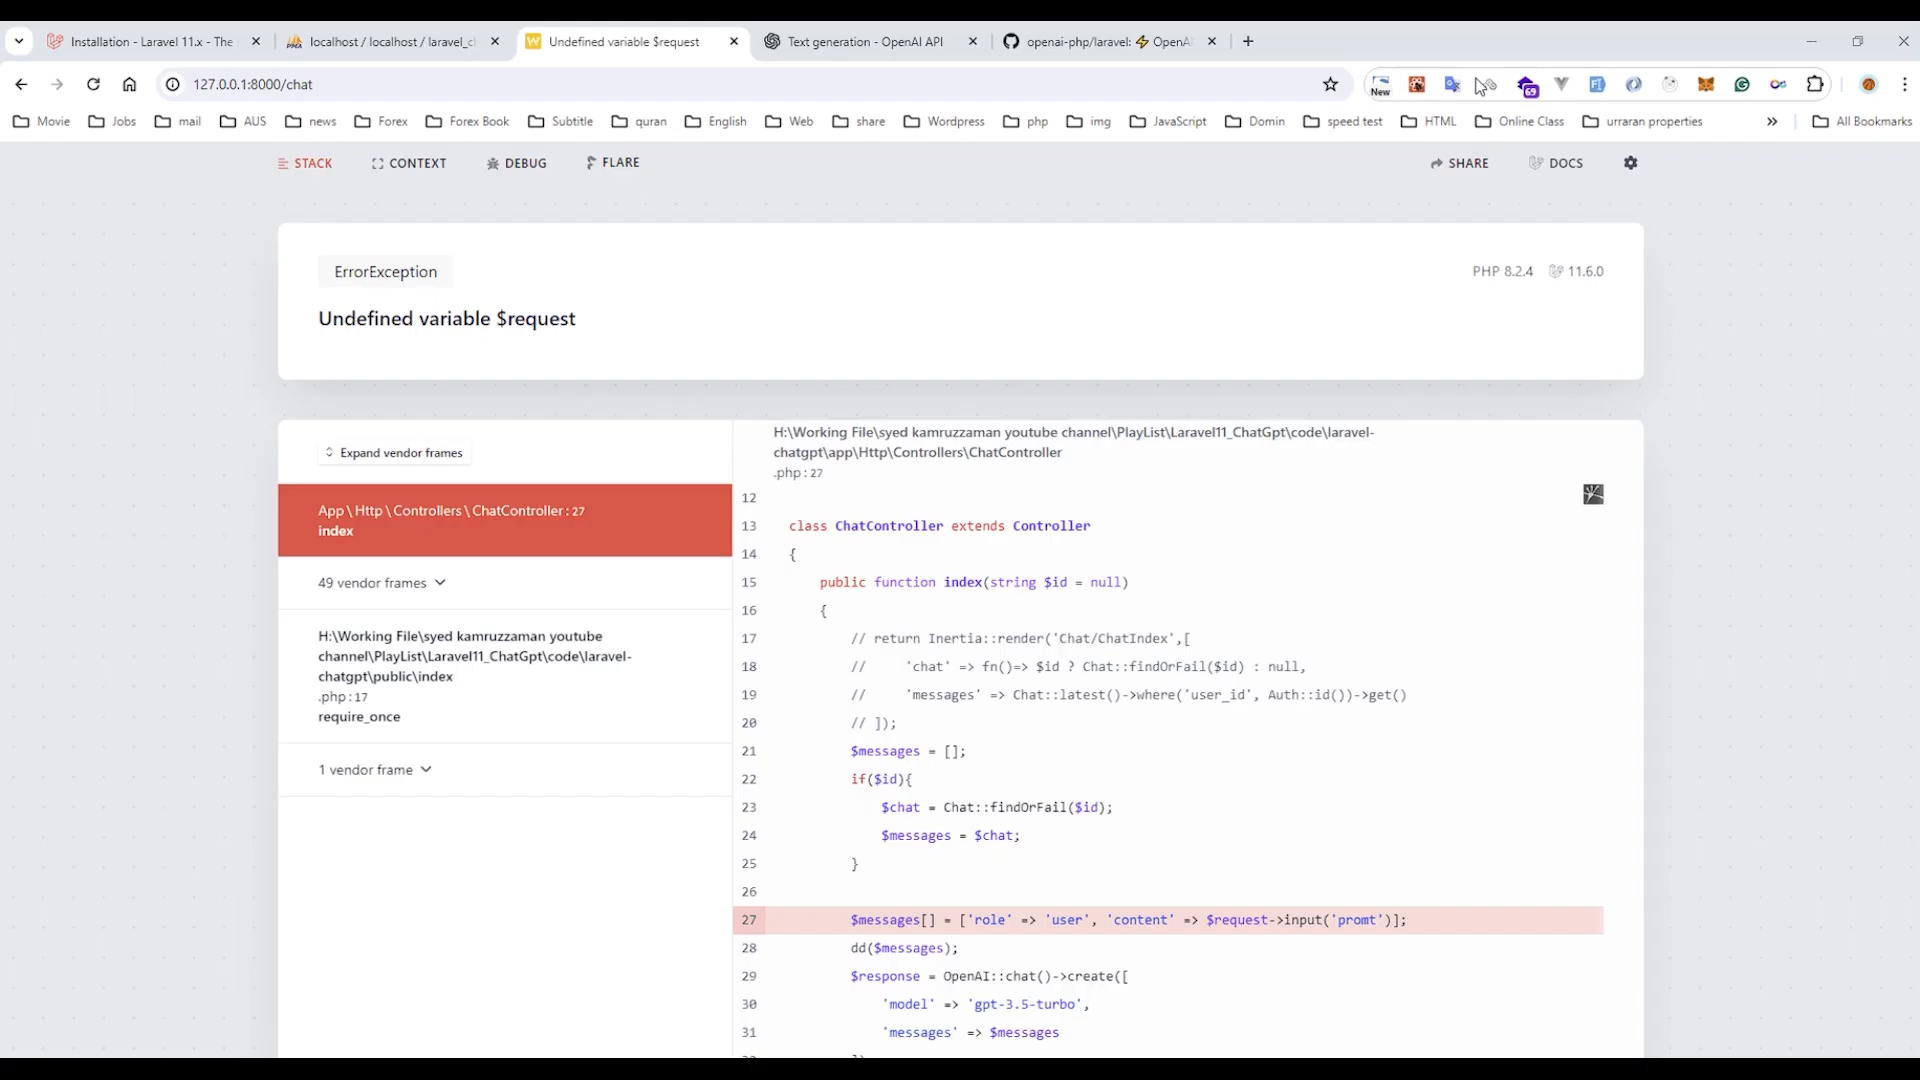 Installation - Laravel 11.x - The
localhost / localhost / laravel_ch
Undefined variable $request
Text generation - OpenAI API
openai-php/laravel: ⚡ OpenAI
127.0.0.1:8000/chat
New
69
Movie
Jobs
mail
AUS
news
Forex
Forex Book
Subtitle
quran
English
Web
share
Wordpress
php
img
JavaScript
Domin
speed test
HTML
Online Class
urraran properties
All Bookmarks
STACK
CONTEXT
DEBUG
FLARE
SHARE
DOCS
ErrorException
PHP 8.2.4
11.6.0
Undefined variable $request
Expand vendor frames
App \ Http \ Controllers \ ChatController : 27
index
49 vendor frames
H:\Working File\syed kamruzzaman youtube
channel\PlayList\Laravel11_ChatGpt\code\laravel-
chatgpt\public\index
.php : 17
require_once
1 vendor frame
H:\Working File\syed kamruzzaman youtube channel\PlayList\Laravel11_ChatGpt\code\laravel-
chatgpt\app\Http\Controllers\ChatController
.php : 27
12
13 class ChatController extends Controller
14 {
15 public function index(string $id = null)
16 {
17 // return Inertia::render('Chat/ChatIndex',[
18 // 'chat' => fn()=> $id ? Chat::findOrFail($id) : null,
19 // 'messages' => Chat::latest()->where('user_id', Auth::id())->get()
20 // ]);
21 $messages = [];
22 if($id){
23 $chat = Chat::findOrFail($id);
24 $messages = $chat;
25 }
26
27 $messages[] = ['role' => 'user', 'content' => $request->input('promt')];
28 dd($messages);
29 $response = OpenAI::chat()->create([
30 'model' => 'gpt-3.5-turbo',
31 'messages' => $messages